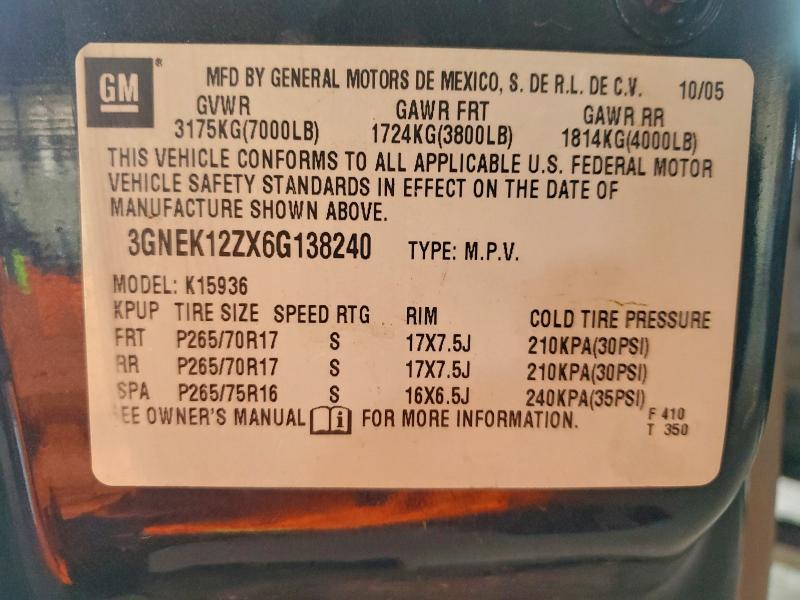 GM ® MFD BY GENERAL MOTORS DE MEXICO, S. DE R.L. DE C.V. 10/05
GVWR GAWR FRT GAWR RR
3175KG(7000LB) 1724KG(3800LB) 1814KG(4000LB)
THIS VEHICLE CONFORMS TO ALL APPLICABLE U.S. FEDERAL MOTOR
VEHICLE SAFETY STANDARDS IN EFFECT ON THE DATE OF
MANUFACTURE SHOWN ABOVE.
3GNEK12ZX6G138240 TYPE: M.P.V.
MODEL: K15936
KPUP TIRE SIZE SPEED RTG RIM COLD TIRE PRESSURE
FRT P265/70R17 S 17X7.5J 210KPA(30PSI)
RR P265/70R17 S 17X7.5J 210KPA(30PSI)
SPA P265/75R16 S 16X6.5J 240KPA(35PSI)
EE OWNER'S MANUAL i FOR MORE INFORMATION. F 410
T 350